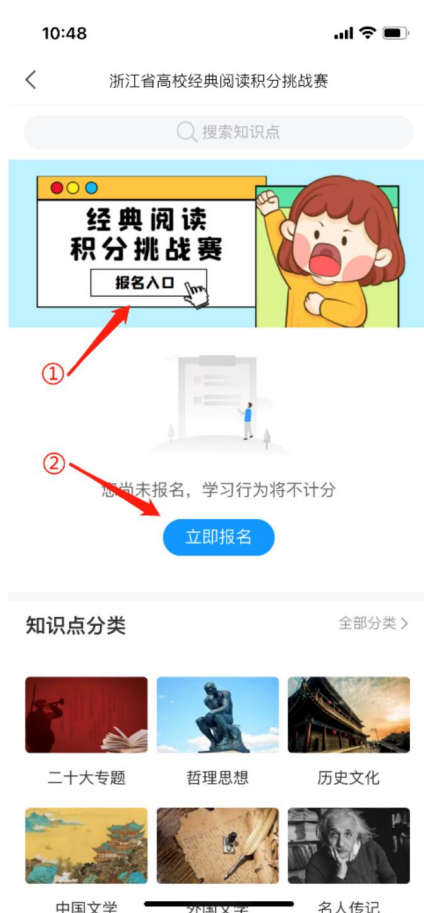 10:48
浙江省高校经典阅读积分挑战赛
搜索知识点
经典阅读
积分挑战赛
报名入口
①
②
您尚未报名，学习行为将不计分
立即报名
知识点分类
全部分类
二十大专题
哲理思想
历史文化
中国文学
外国文学
名人传记